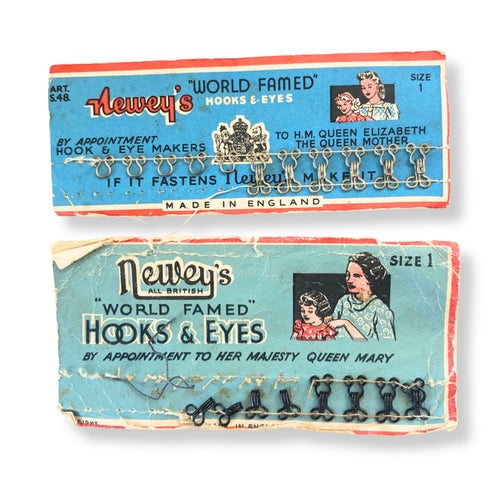 ART.
S.48.
Newey's
"WORLD FAMED"
HOOKS & EYES
SIZE
1
BY APPOINTMENT
HOOK & EYE MAKERS
TO H.M. QUEEN ELIZABETH
THE QUEEN MOTHER
IF IT FASTENS Newey's MAKE IT
MADE IN ENGLAND
Newey's
ALL BRITISH
"WORLD FAMED"
HOOKS & EYES
BY APPOINTMENT TO HER MAJESTY QUEEN MARY
SIZE 1
IN ENGL